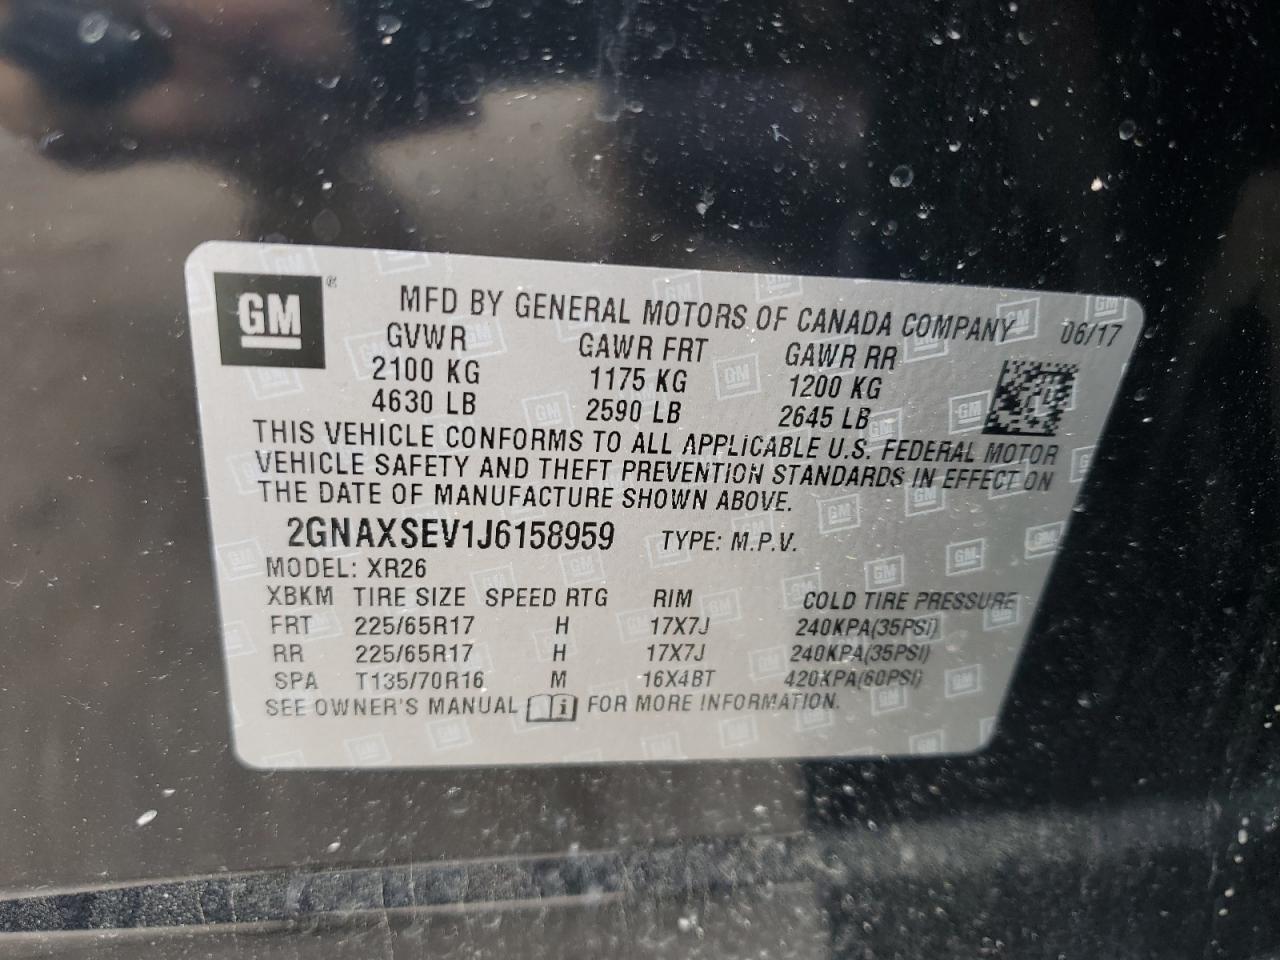 GM ®
MFD BY GENERAL MOTORS OF CANADA COMPANY 06/17
GVWR GAWR FRT GAWR RR
2100 KG 1175 KG 1200 KG
4630 LB 2590 LB 2645 LB
THIS VEHICLE CONFORMS TO ALL APPLICABLE U.S. FEDERAL MOTOR
VEHICLE SAFETY AND THEFT PREVENTION STANDARDS IN EFFECT ON
THE DATE OF MANUFACTURE SHOWN ABOVE.
2GNAXSEV1J6158959 TYPE: M.P.V.
MODEL: XR26
XBKM TIRE SIZE SPEED RTG RIM COLD TIRE PRESSURE
FRT 225/65R17 H 17X7J 240KPA(35PSI)
RR 225/65R17 H 17X7J 240KPA(35PSI)
SPA T135/70R16 M 16X4BT 420KPA(60PSI)
SEE OWNER'S MANUAL i FOR MORE INFORMATION.